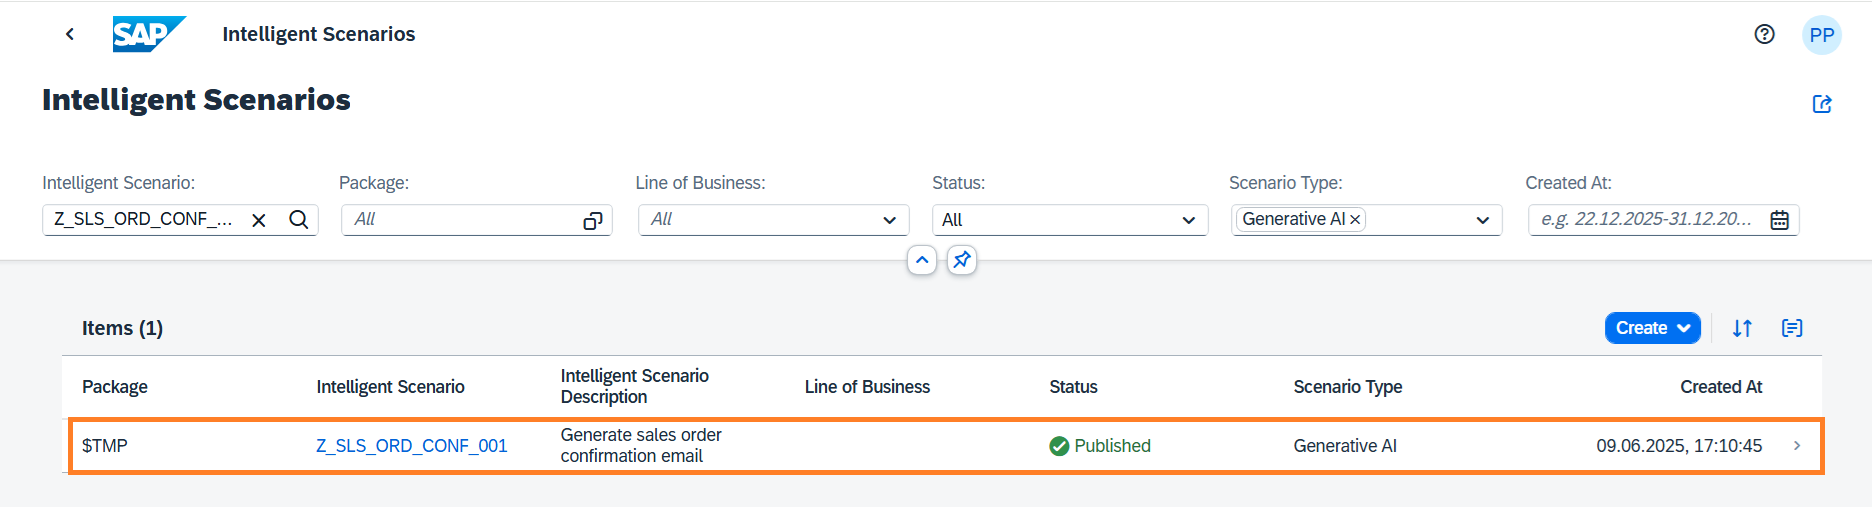 SAP Intelligent Scenarios PP
Intelligent Scenarios
Intelligent Scenario: Package: Line of Business: Status: Scenario Type: Created At:
Z_SLS_ORD_CONF_... All All All Generative AI e.g. 22.12.2025-31.12.20...
Items (1) Create
Package Intelligent Scenario Intelligent Scenario Description Line of Business Status Scenario Type Created At
$TMP Z_SLS_ORD_CONF_001 Generate sales order confirmation email Published Generative AI 09.06.2025, 17:10:45